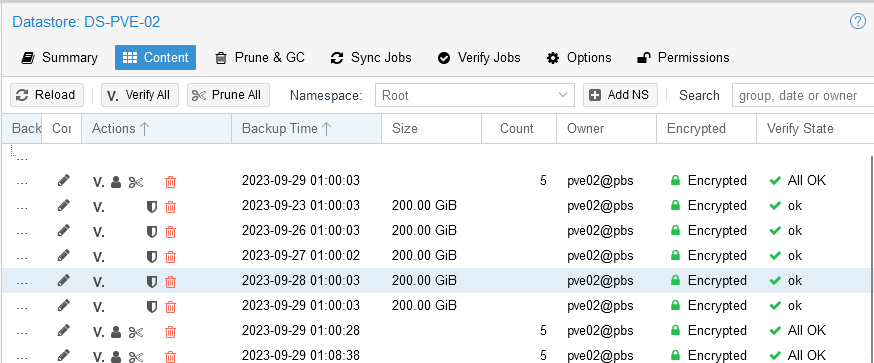 Datastore: DS-PVE-02
Summary Content Prune & GC Sync Jobs Verify Jobs Options Permissions
Reload V. Verify All Prune All Namespace: Root Add NS Search group, date or owner
Back Cor Actions Backup Time Size Count Owner Encrypted Verify State
...
... V. 2023-09-29 01:00:03 5 pve02@pbs Encrypted All OK
... V. 2023-09-23 01:00:03 200.00 GiB pve02@pbs Encrypted ok
... V. 2023-09-26 01:00:03 200.00 GiB pve02@pbs Encrypted ok
... V. 2023-09-27 01:00:02 200.00 GiB pve02@pbs Encrypted ok
... V. 2023-09-28 01:00:03 200.00 GiB pve02@pbs Encrypted ok
... V. 2023-09-29 01:00:03 200.00 GiB pve02@pbs Encrypted ok
... V. 2023-09-29 01:00:28 5 pve02@pbs Encrypted All OK
... V. 2023-09-29 01:08:38 5 pve02@pbs Encrypted All OK